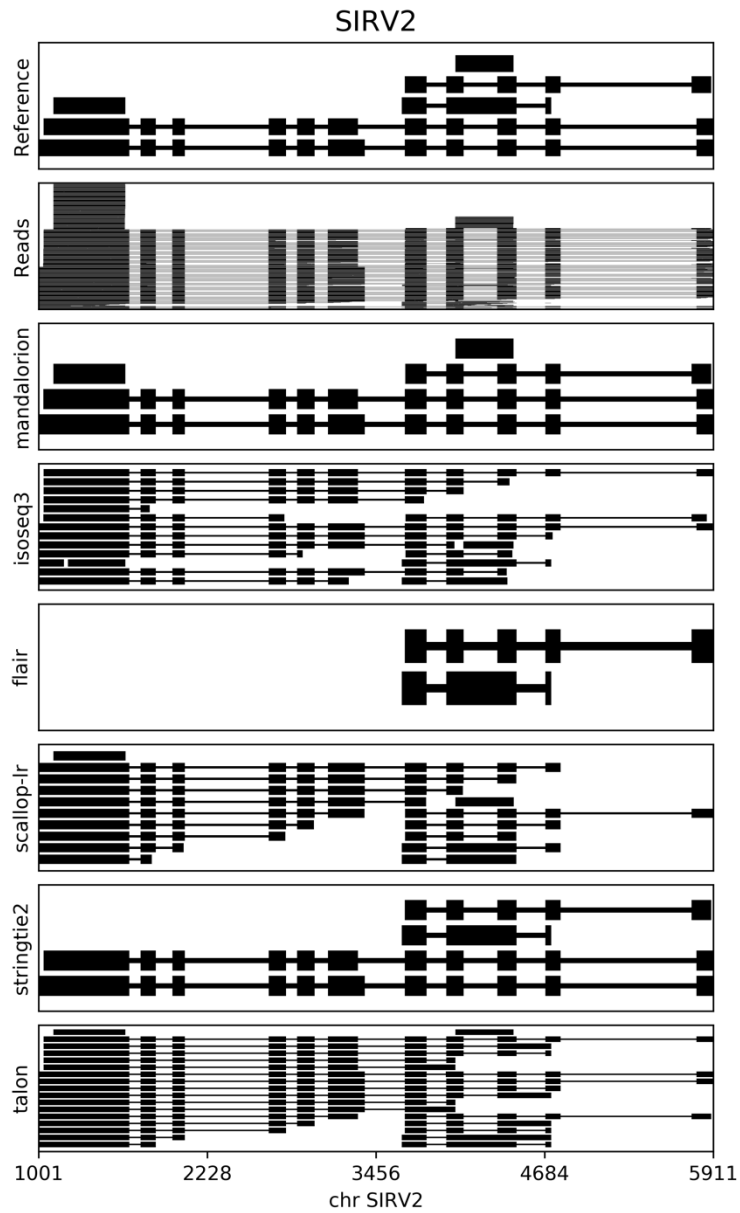 SIRV2
Reference
Reads
mandalorion
isoseq3
flair
scallop-lr
stringtie2
talon
1001 2228 3456 4684 5911
chr SIRV2